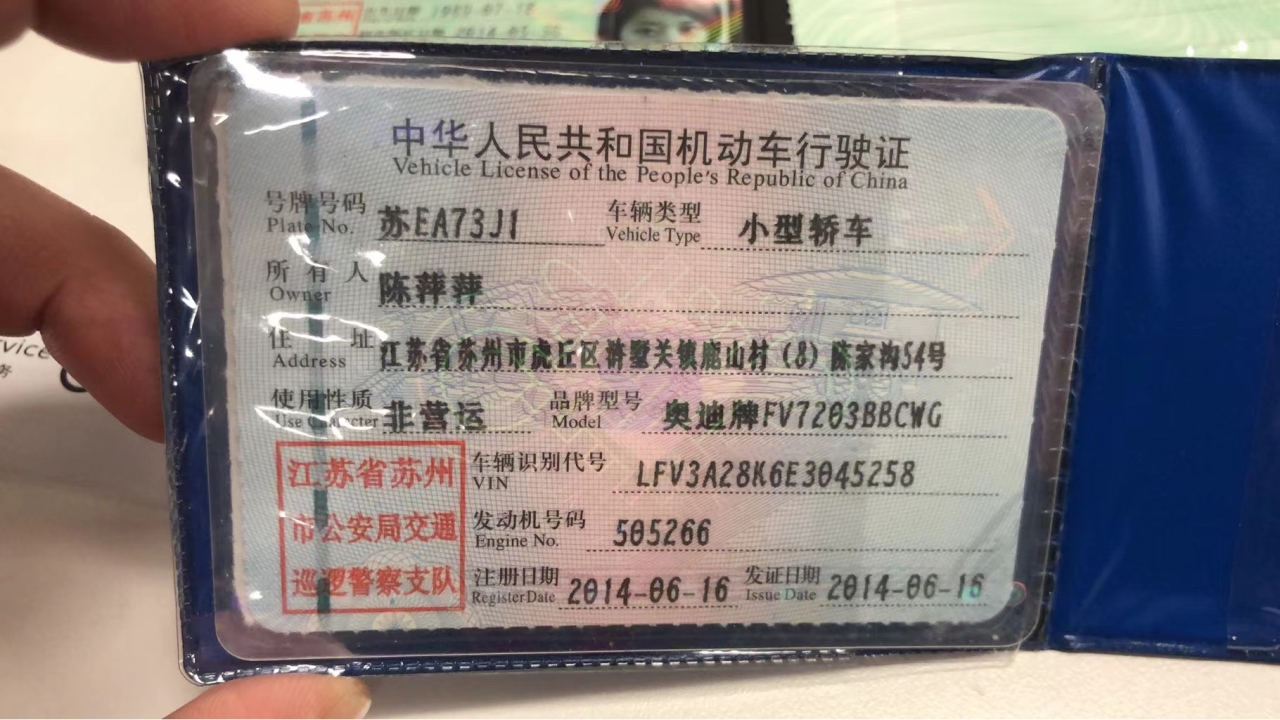 1989-07-18
中华人民共和国机动车行驶证
Vehicle License of the People's Republic of China
号牌号码 苏EA73J1 车辆类型 小型轿车
Plate No. Vehicle Type
所有人 陈萍萍
Owner
住址 江苏省苏州市虎丘区浒墅关镇鹿山村(8)陈家沟54号
Address
使用性质 非营运 品牌型号 奥迪牌FV7203BBCWG
Use Character Model
江苏省苏州
市公安局交通
巡逻警察支队
车辆识别代号 LFV3A28K6E3045258
VIN
发动机号码 505266
Engine No.
注册日期 2014-06-16 发证日期 2014-06-16
Register Date Issue Date